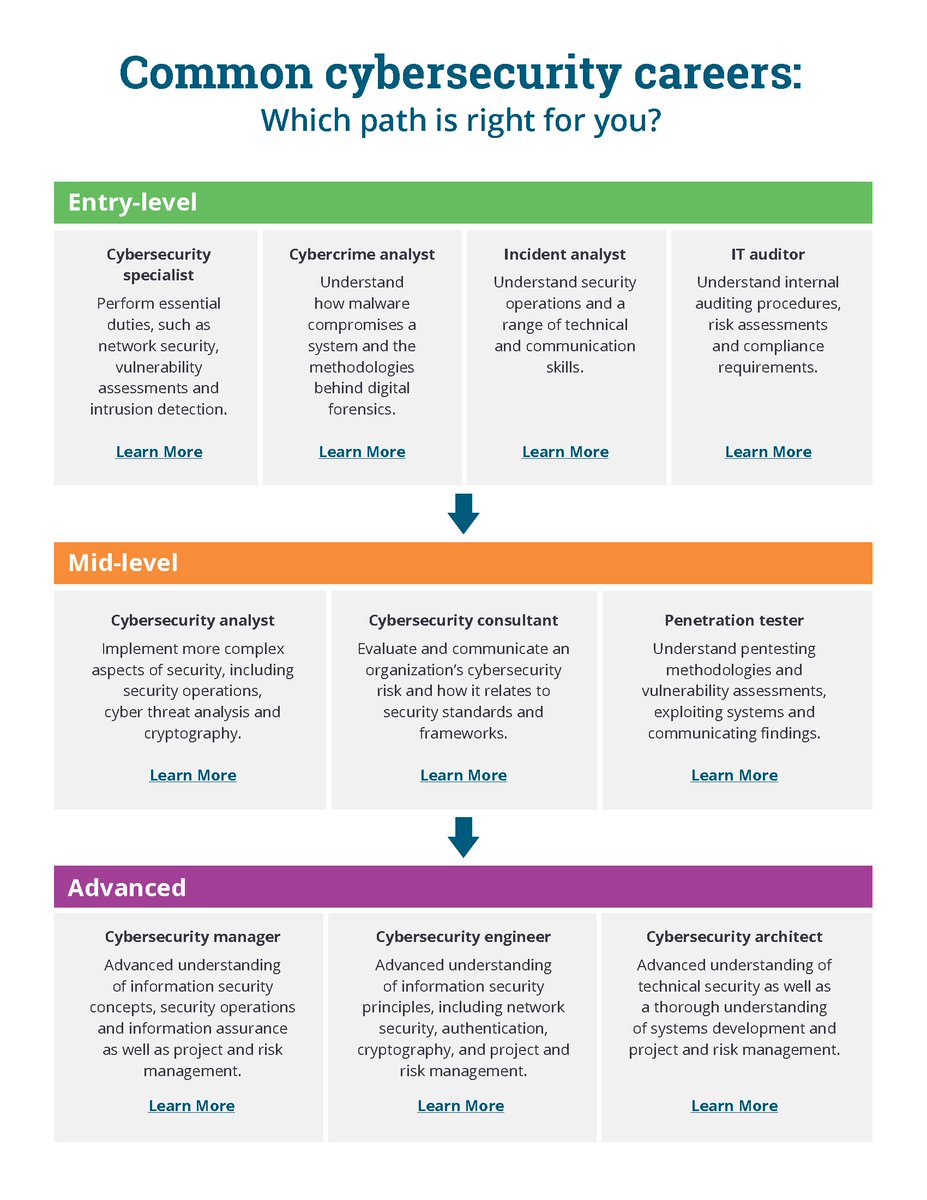 Common cybersecurity careers:
Which path is right for you?
Entry-level
Cybersecurity
specialist
Perform essential
duties, such as
network security,
vulnerability
assessments and
intrusion detection.
Learn More
Cybercrime analyst
Understand
how malware
compromises a
system and the
methodologies
behind digital
forensics.
Learn More
Incident analyst
Understand security
operations and a
range of technical
and communication
skills.
Learn More
IT auditor
Understand internal
auditing procedures,
risk assessments
and compliance
requirements.
Learn More
Mid-level
Cybersecurity analyst
Implement more complex
aspects of security, including
security operations,
cyber threat analysis and
cryptography.
Learn More
Cybersecurity consultant
Evaluate and communicate an
organization’s cybersecurity
risk and how it relates to
security standards and
frameworks.
Learn More
Penetration tester
Understand pentesting
methodologies and
vulnerability assessments,
exploiting systems and
communicating findings.
Learn More
Advanced
Cybersecurity manager
Advanced understanding
of information security
concepts, security operations
and information assurance
as well as project and risk
management.
Learn More
Cybersecurity engineer
Advanced understanding
of information security
principles, including network
security, authentication,
cryptography, and project and
risk management.
Learn More
Cybersecurity architect
Advanced understanding of
technical security as well as
a thorough understanding
of systems development and
project and risk management.
Learn More